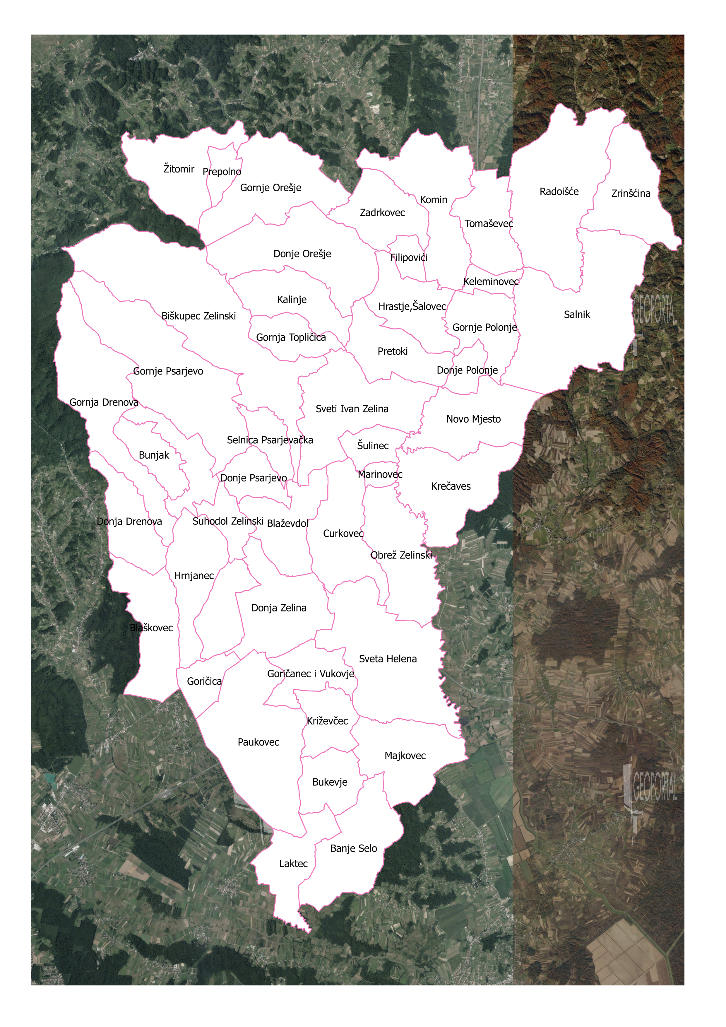 Žitomir
Prepolno
Gornje Orešje
Zadrkovec
Komin
Tomaševec
Radoišće
Zrinšćina
Donje Orešje
Filipovići
Keleminovec
Kalinje
Hrastje,Šalovec
Biškupec Zelinski
Salnik
GEOPORTAL
Gornja Topličica
Gornje Polonje
Pretoki
Gornje Psarjevo
Donje Polonje
Gornja Drenova
Sveti Ivan Zelina
Novo Mjesto
Selnica Psarjevačka
Šulinec
Bunjak
Donje Psarjevo
Marinovec
Krečaves
Donja Drenova
Suhodol Zelinski
Blaževdol
Curkovec
Obrež Zelinski
Hrnjanec
Donja Zelina
Blaškovec
Sveta Helena
Goričica
Goričanec i Vukovje
Križevčec
Paukovec
Majkovec
Bukevje
GEOPORTAL
Banje Selo
Laktec